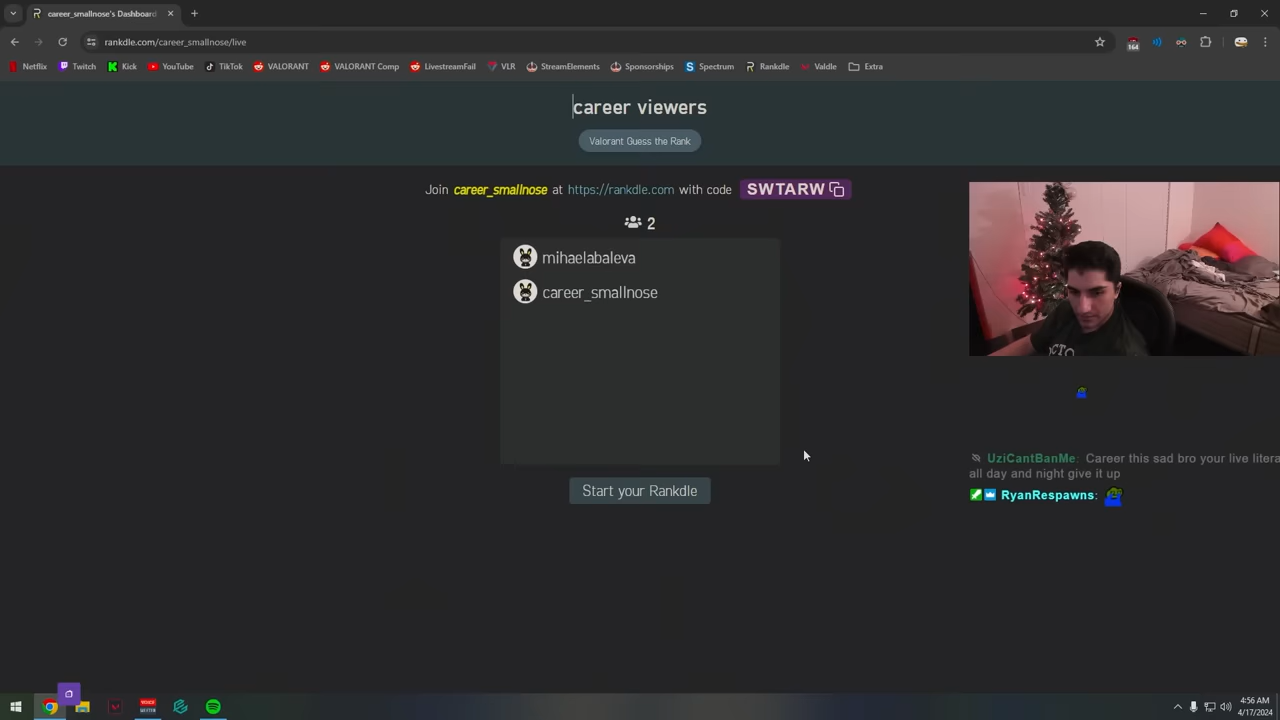 career_smallnose's Dashboard
rankdle.com/career_smallnose/live
164
Netflix Twitch Kick YouTube TikTok VALORANT VALORANT Comp LivestreamFail VLR StreamElements Sponsorships Spectrum Rankdle Valdle Extra
career viewers
Valorant Guess the Rank
Join career_smallnose at https://rankdle.com with code SWTARW
2
mihaelabaleva
career_smallnose
Start your Rankdle
UziCantBanMe: Career this sad bro your live litera
all day and night give it up
RyanRespawns:
4:56 AM
4/17/2024